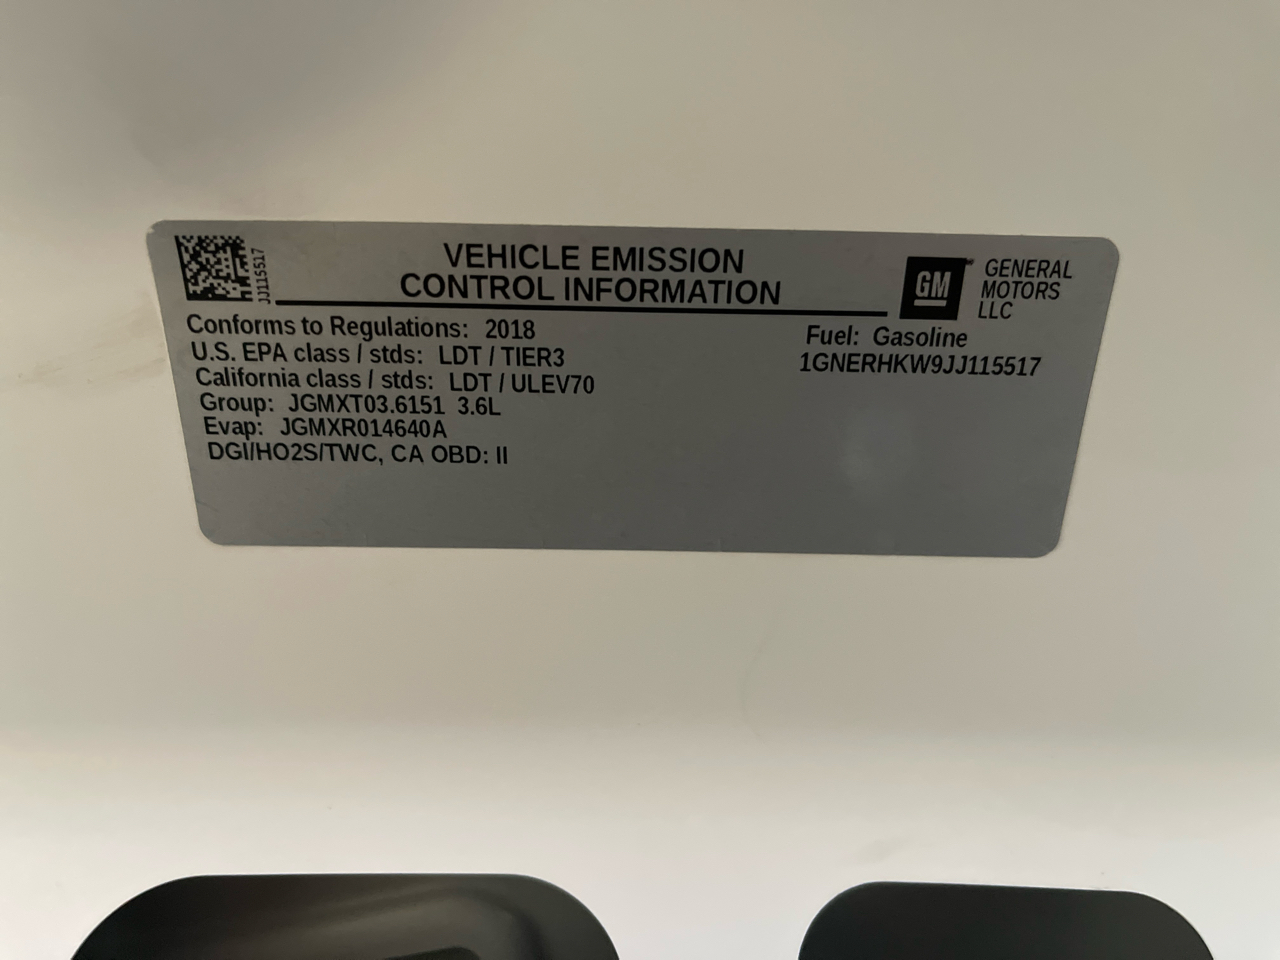 JJ115517
VEHICLE EMISSION
CONTROL INFORMATION
GM
GENERAL
MOTORS
LLC
Conforms to Regulations: 2018
U.S. EPA class / stds: LDT / TIER3
California class / stds: LDT / ULEV70
Group: JGMXT03.6151 3.6L
Evap: JGMXR014640A
DGI/HO2S/TWC, CA OBD: II
Fuel: Gasoline
1GNERHKW9JJ115517